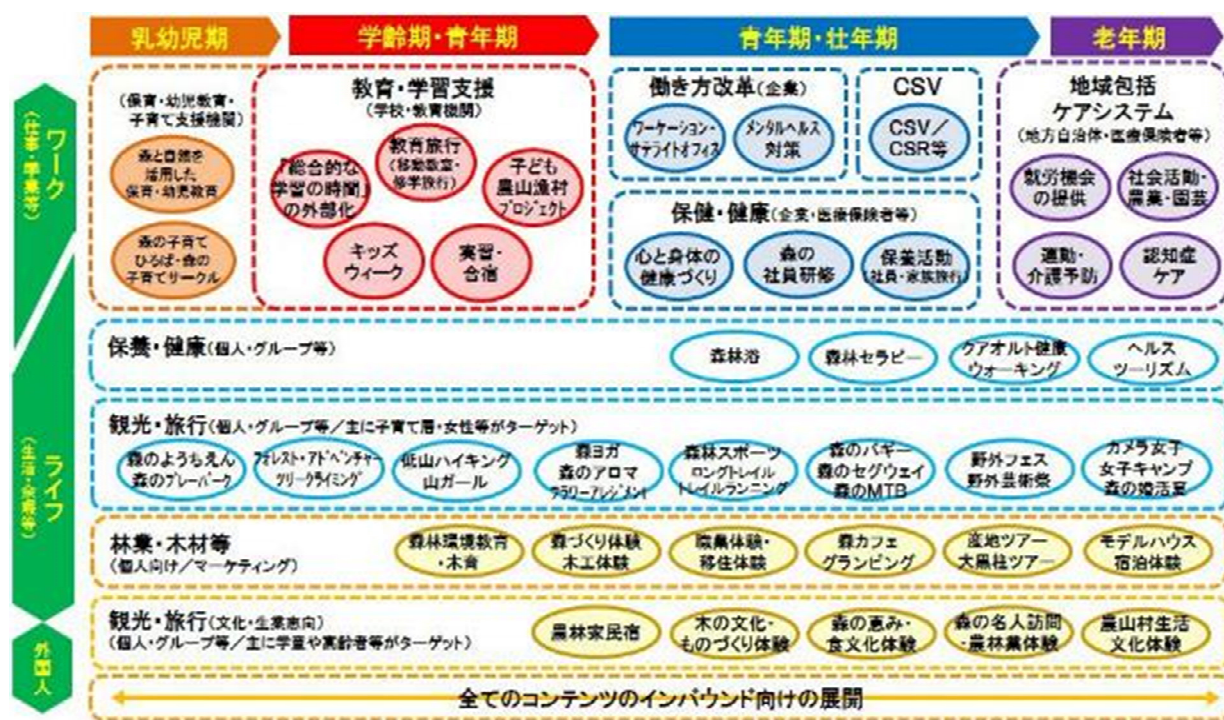 乳幼児期
学齢期・青年期
青年期・壮年期
老年期
ワーク
(仕事・学業等)
(保育・幼児教育・
子育て支援機関)
森と自然を
活用した
保育・幼児教育
森の子育て
ひろば・森の
子育てサークル
教育・学習支援
(学校・教育機関)
「総合的な
学習の時間」
の外部化
教育旅行
(移動教室・
修学旅行)
子ども
農山漁村
プロジェクト
キッズ
ウィーク
実習・
合宿
働き方改革(企業)
ワーケーション・
サテライトオフィス
メンタルヘルス
対策
CSV
CSV/
CSR等
保健・健康(企業・医療保険者等)
心と身体の
健康づくり
森の
社員研修
保養活動
(社員・家族旅行)
地域包括
ケアシステム
(地方自治体・医療保険者等)
就労機会
の提供
社会活動・
農業・園芸
運動・
介護予防
認知症
ケア
ライフ
(生活・余暇等)
保養・健康(個人・グループ等)
森林浴
森林セラピー
クアオルト健康
ウォーキング
ヘルス
ツーリズム
観光・旅行(個人・グループ等/主に子育て層・女性等がターゲット)
森のようちえん
森のプレーパーク
フォレスト・アドベンチャー
ツリークライミング
低山ハイキング
山ガール
森ヨガ
森のアロマ
フラワーアレンジメント
森林スポーツ
ロングトレイル
トレイルランニング
森のバギー
森のセグウェイ
森のMTB
野外フェス
野外芸術祭
カメラ女子
女子キャンプ
森の婚活宴
林業・木材等
(個人向け/マーケティング)
森林環境教育
・木育
森づくり体験
木工体験
職業体験・
移住体験
森カフェ
グランピング
産地ツアー
大黒柱ツアー
モデルハウス
宿泊体験
外国人
観光・旅行(文化・生業志向)
(個人・グループ等/主に学童や高齢者等がターゲット)
農林家民宿
木の文化・
ものづくり体験
森の恵み・
食文化体験
森の名人訪問
・農林業体験
農山村生活
文化体験
全てのコンテンツのインバウンド向けの展開